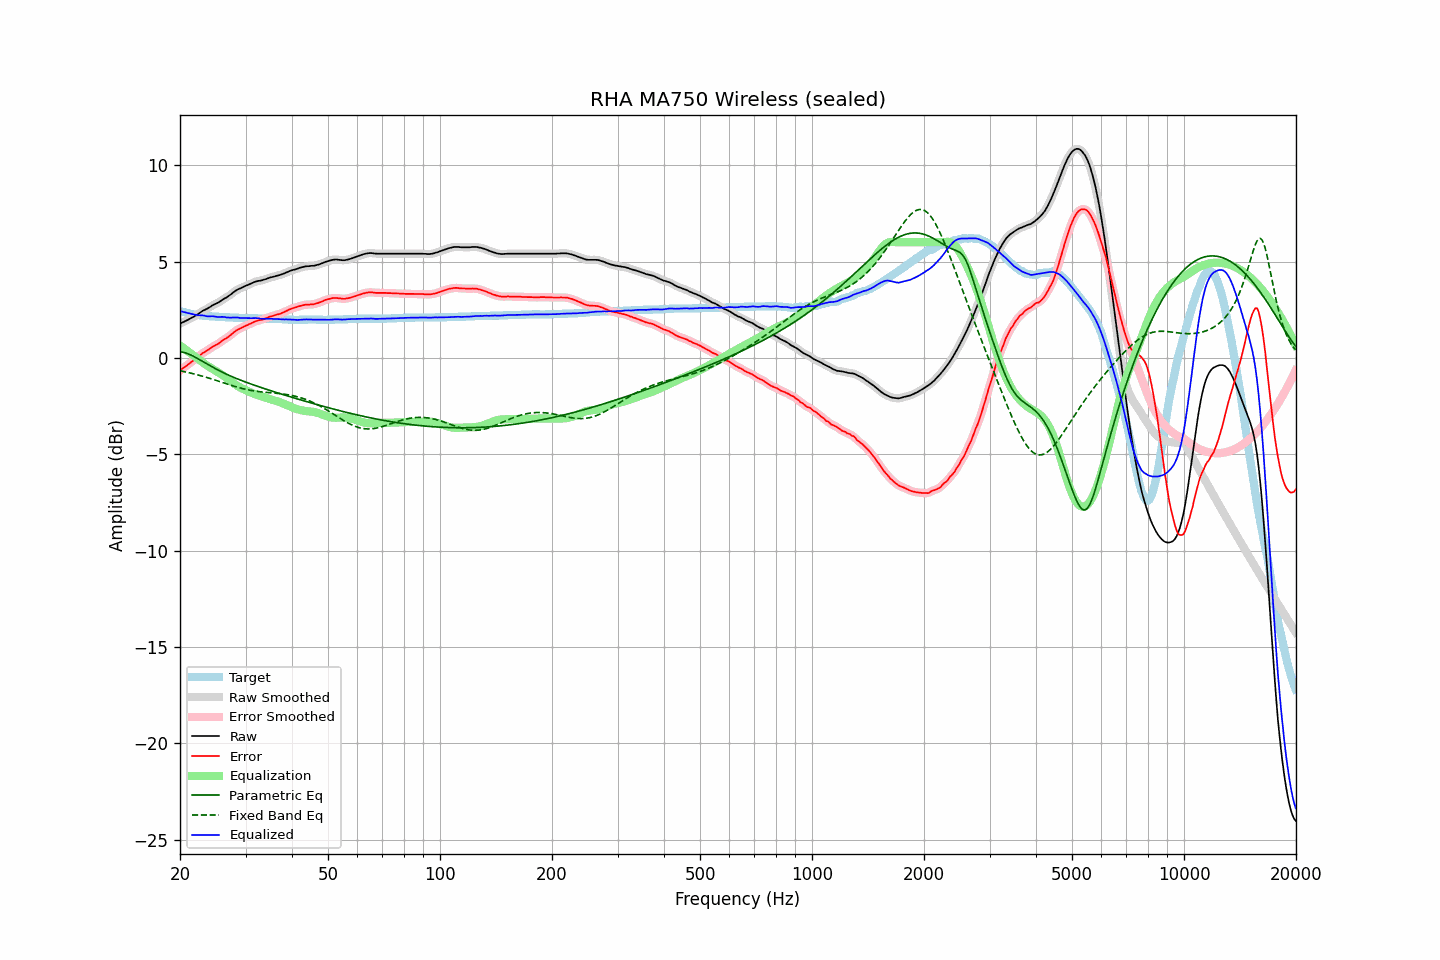 RHA MA750 Wireless (sealed)
Amplitude (dBr)
10
5
0
−5
−10
−15
−20
−25
Target
Raw Smoothed
Error Smoothed
Raw
Error
Equalization
Parametric Eq
Fixed Band Eq
Equalized
20 50 100 200 500 1000 2000 5000 10000 20000
Frequency (Hz)